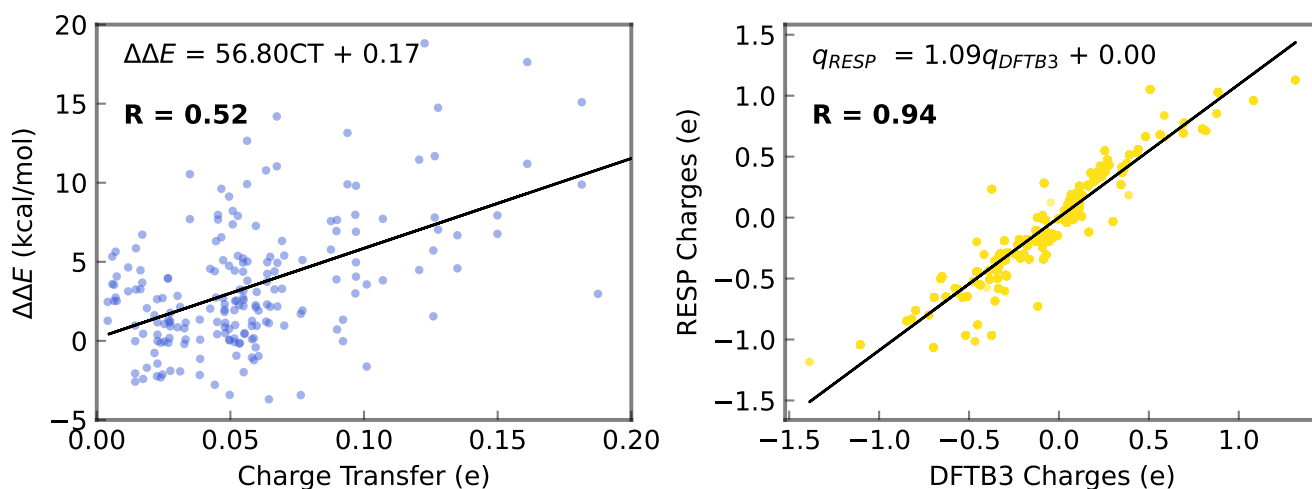 ΔΔE = 56.80CT + 0.17
R = 0.52
20
15
10
5
0
−5
0.00 0.05 0.10 0.15 0.20
ΔΔE (kcal/mol)
Charge Transfer (e)
qRESP = 1.09qDFTB3 + 0.00
R = 0.94
1.5
1.0
0.5
0.0
−0.5
−1.0
−1.5
−1.5 −1.0 −0.5 0.0 0.5 1.0
RESP Charges (e)
DFTB3 Charges (e)